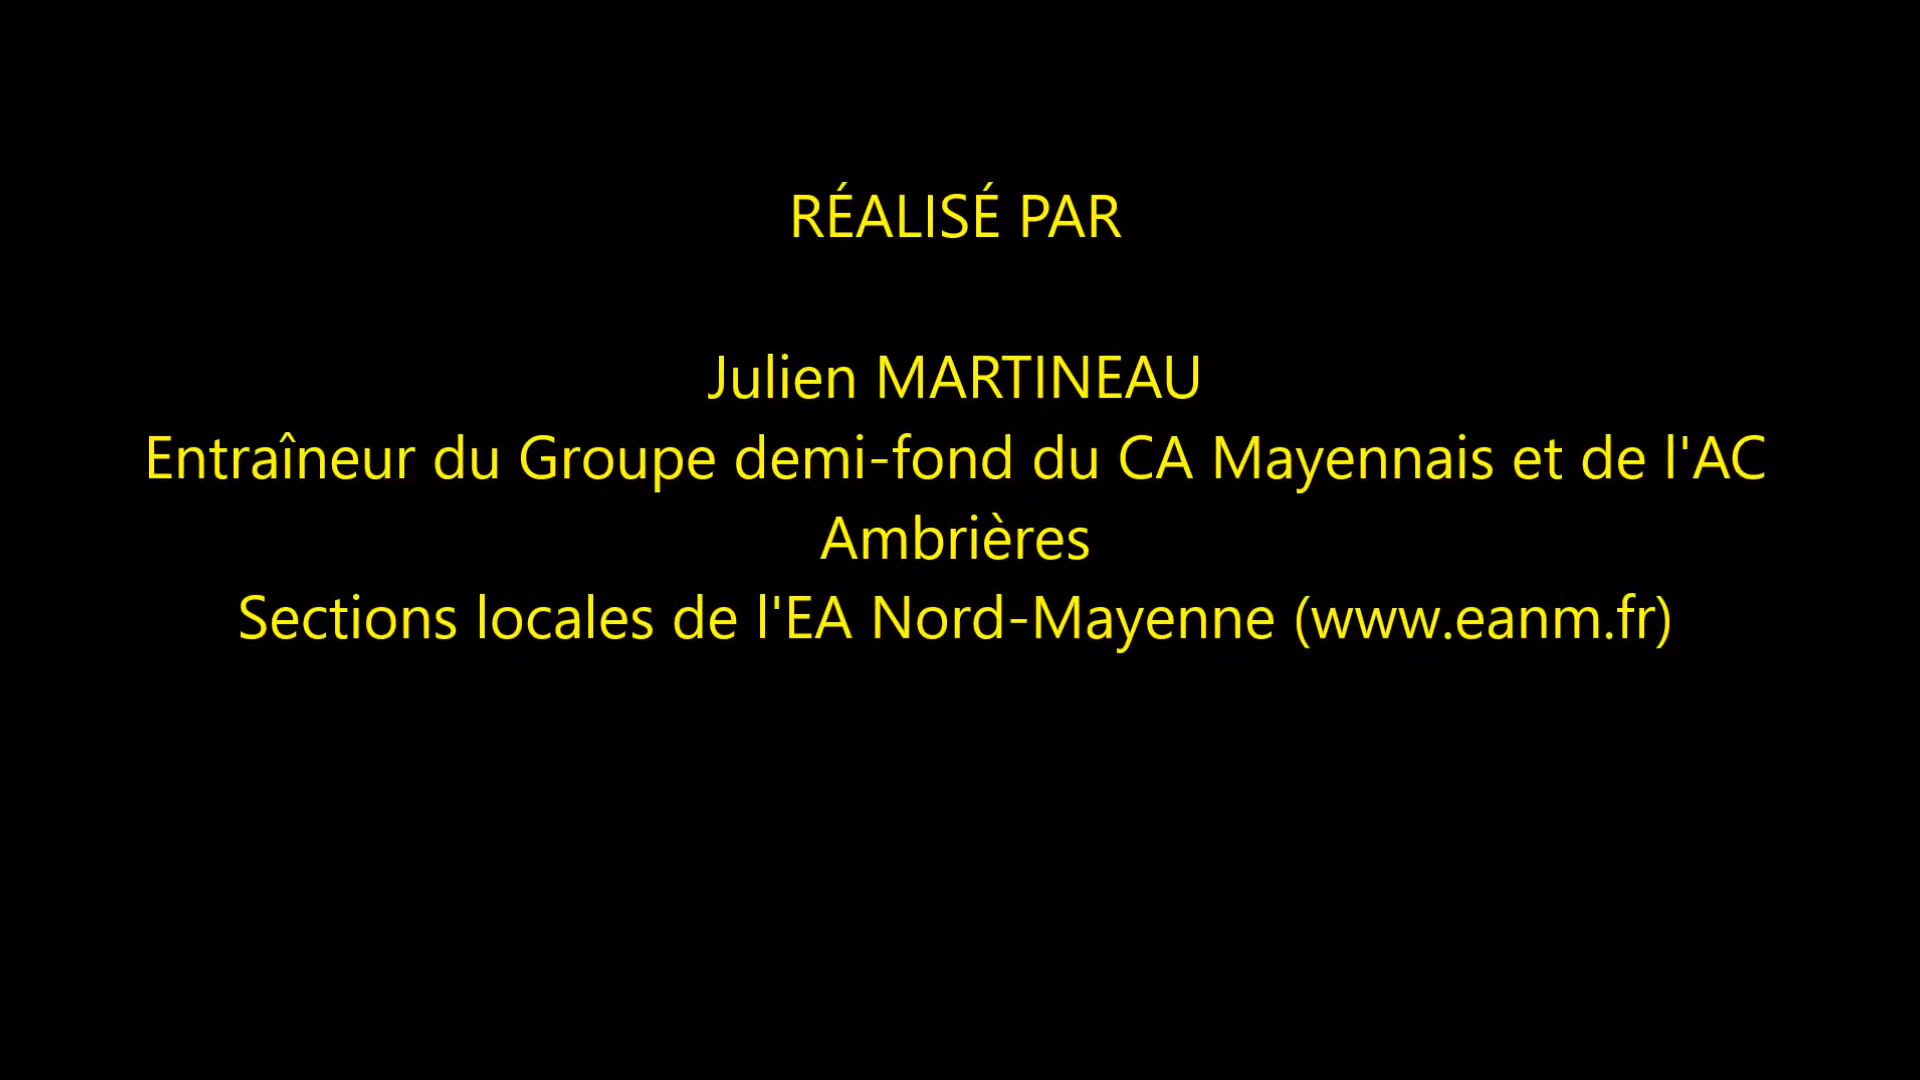 RÉALISÉ PAR
Julien MARTINEAU
Entraîneur du Groupe demi-fond du CA Mayennais et de l'AC
Ambrières
Sections locales de l'EA Nord-Mayenne (www.eanm.fr)